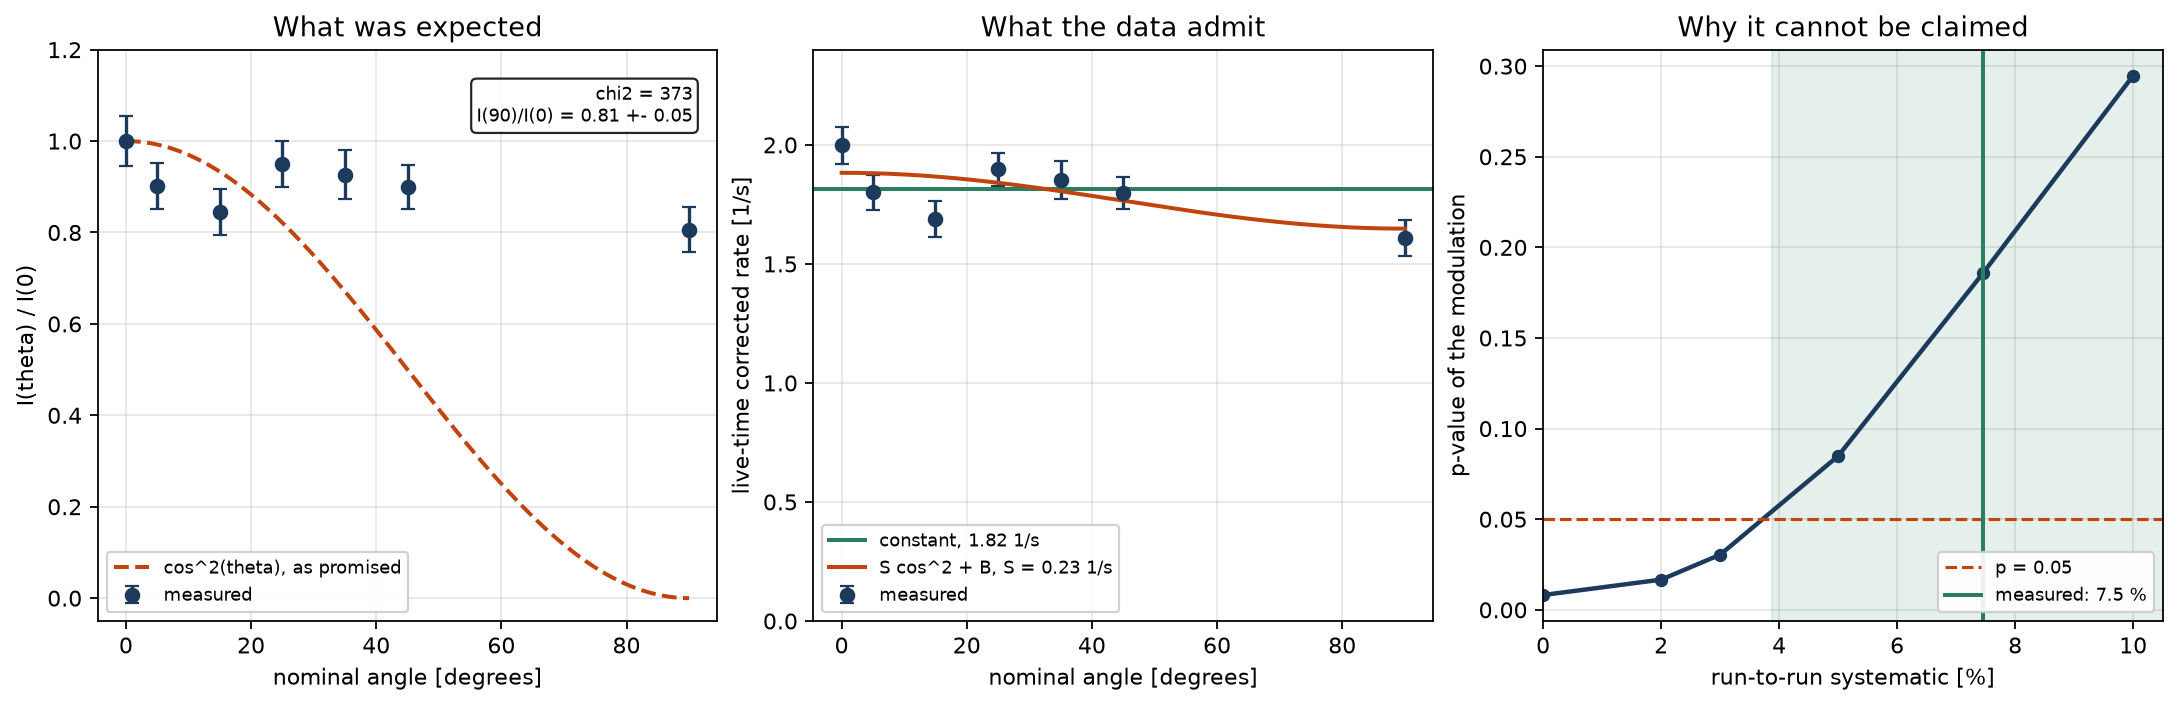 What was expected
1.2
1.0
0.8
0.6
0.4
0.2
0.0
I(theta) / I(0)
chi2 = 373
I(90)/I(0) = 0.81 +- 0.05
cos^2(theta), as promised
measured
0
20
40
60
80
nominal angle [degrees]
What the data admit
2.0
1.5
1.0
0.5
0.0
live-time corrected rate [1/s]
constant, 1.82 1/s
S cos^2 + B, S = 0.23 1/s
measured
0
20
40
60
80
nominal angle [degrees]
Why it cannot be claimed
0.30
0.25
0.20
0.15
0.10
0.05
0.00
p-value of the modulation
p = 0.05
measured: 7.5 %
0
2
4
6
8
10
run-to-run systematic [%]